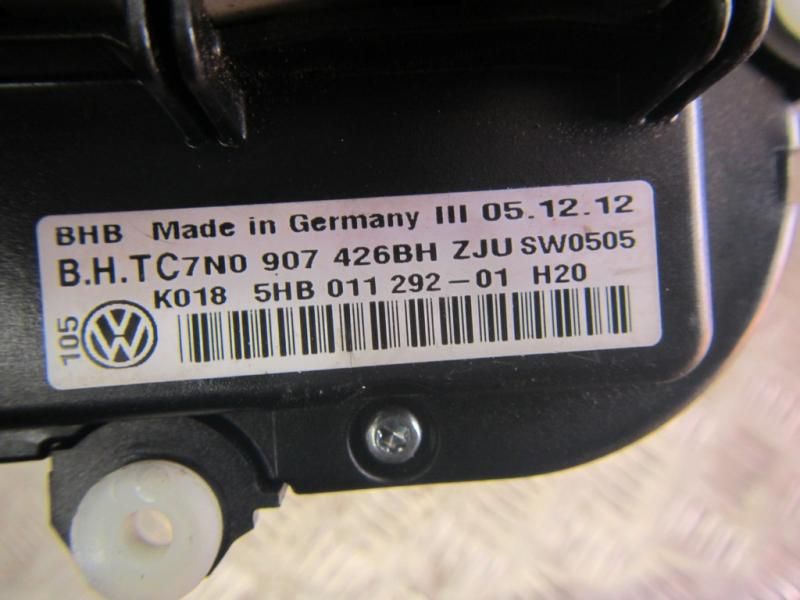 BHB Made in Germany III 05.12.12
B.H.TC7N0 907 426BH ZJU SW0505
K018 5HB 011 292-01 H20
105